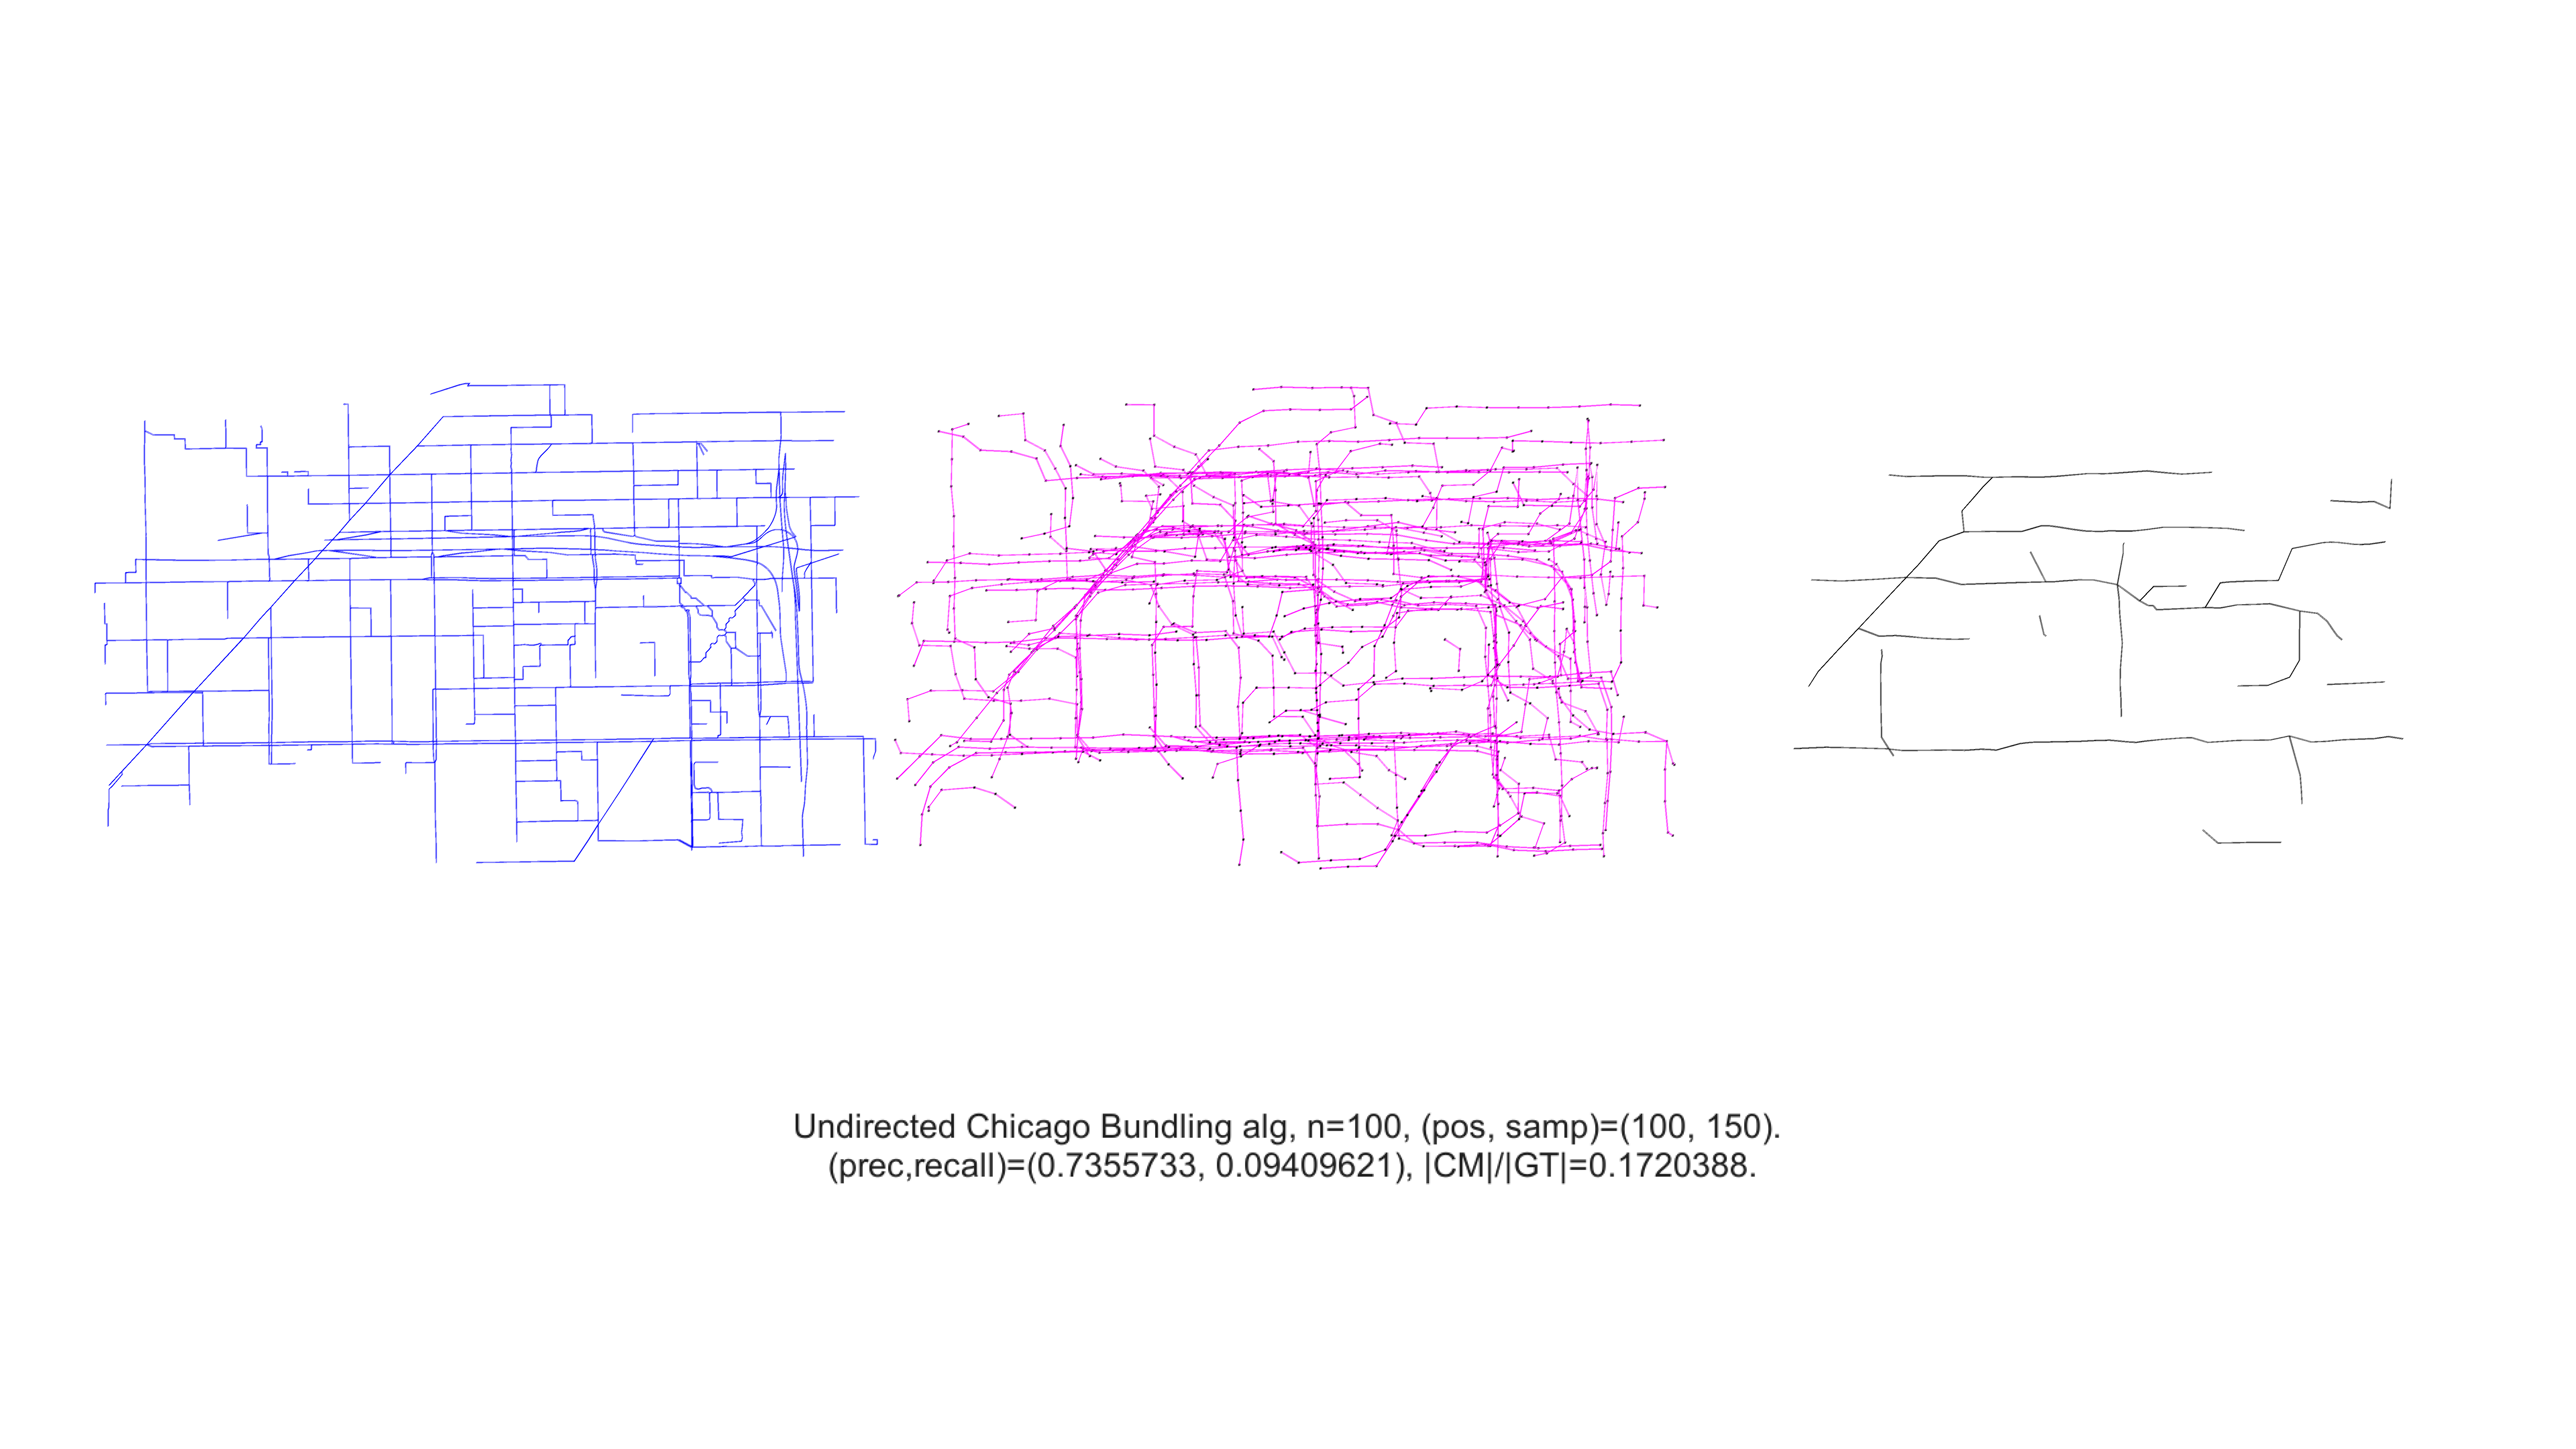 Undirected Chicago Bundling alg, n=100, (pos, samp)=(100, 150).
(prec,recall)=(0.7355733, 0.09409621), |CM|/|GT|=0.1720388.